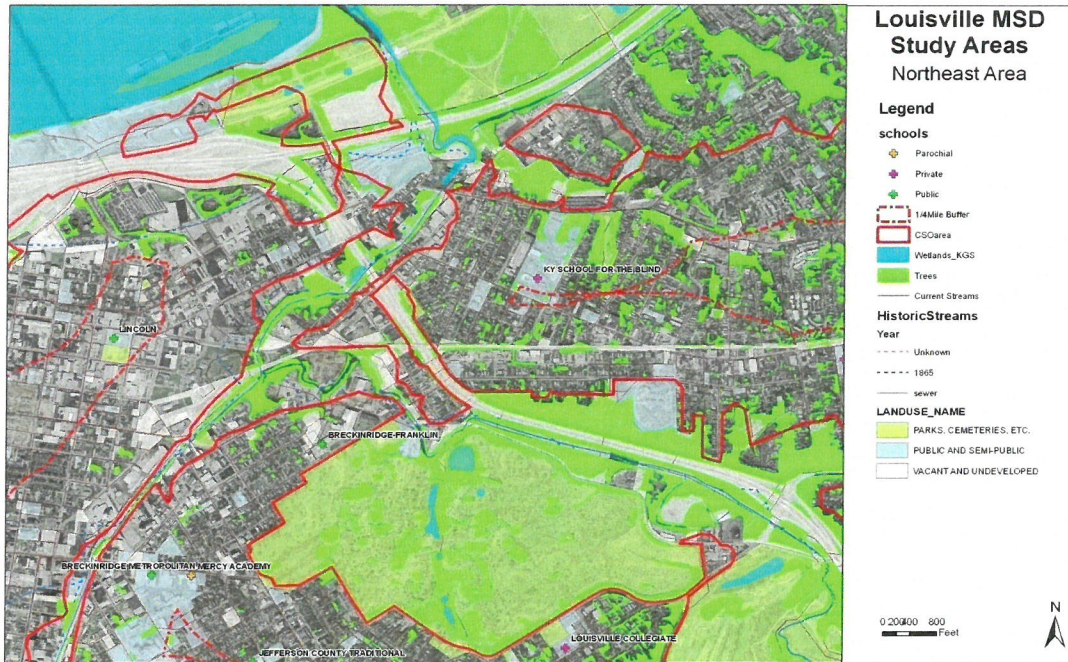 Louisville MSD
Study Areas
Northeast Area
Legend
schools
Parochial
Private
Public
1/4Mile Buffer
CSOarea
Wetlands_KGS
Trees
Current Streams
HistoricStreams
Year
Unknown
1865
sewer
LANDUSE_NAME
PARKS, CEMETERIES, ETC.
PUBLIC AND SEMI-PUBLIC
VACANT AND UNDEVELOPED
KY SCHOOL FOR THE BLIND
LINCOLN
BRECKINRIDGE-FRANKLIN
BRECKINRIDGE METROPOLITAN MERCY ACADEMY
LOUISVILLE COLLEGIATE
JEFFERSON COUNTY TRADITIONAL
N
0 200400 800
Feet